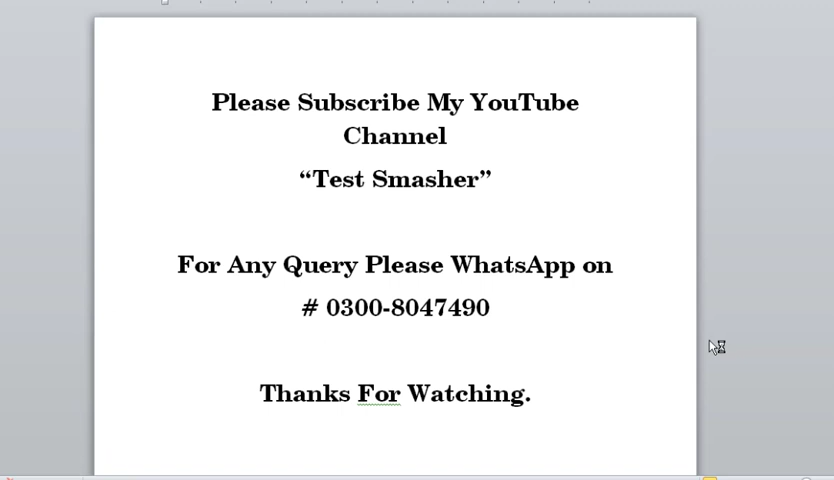 Please Subscribe My YouTube
Channel
“Test Smasher”
For Any Query Please WhatsApp on
# 0300-8047490
Thanks For Watching.